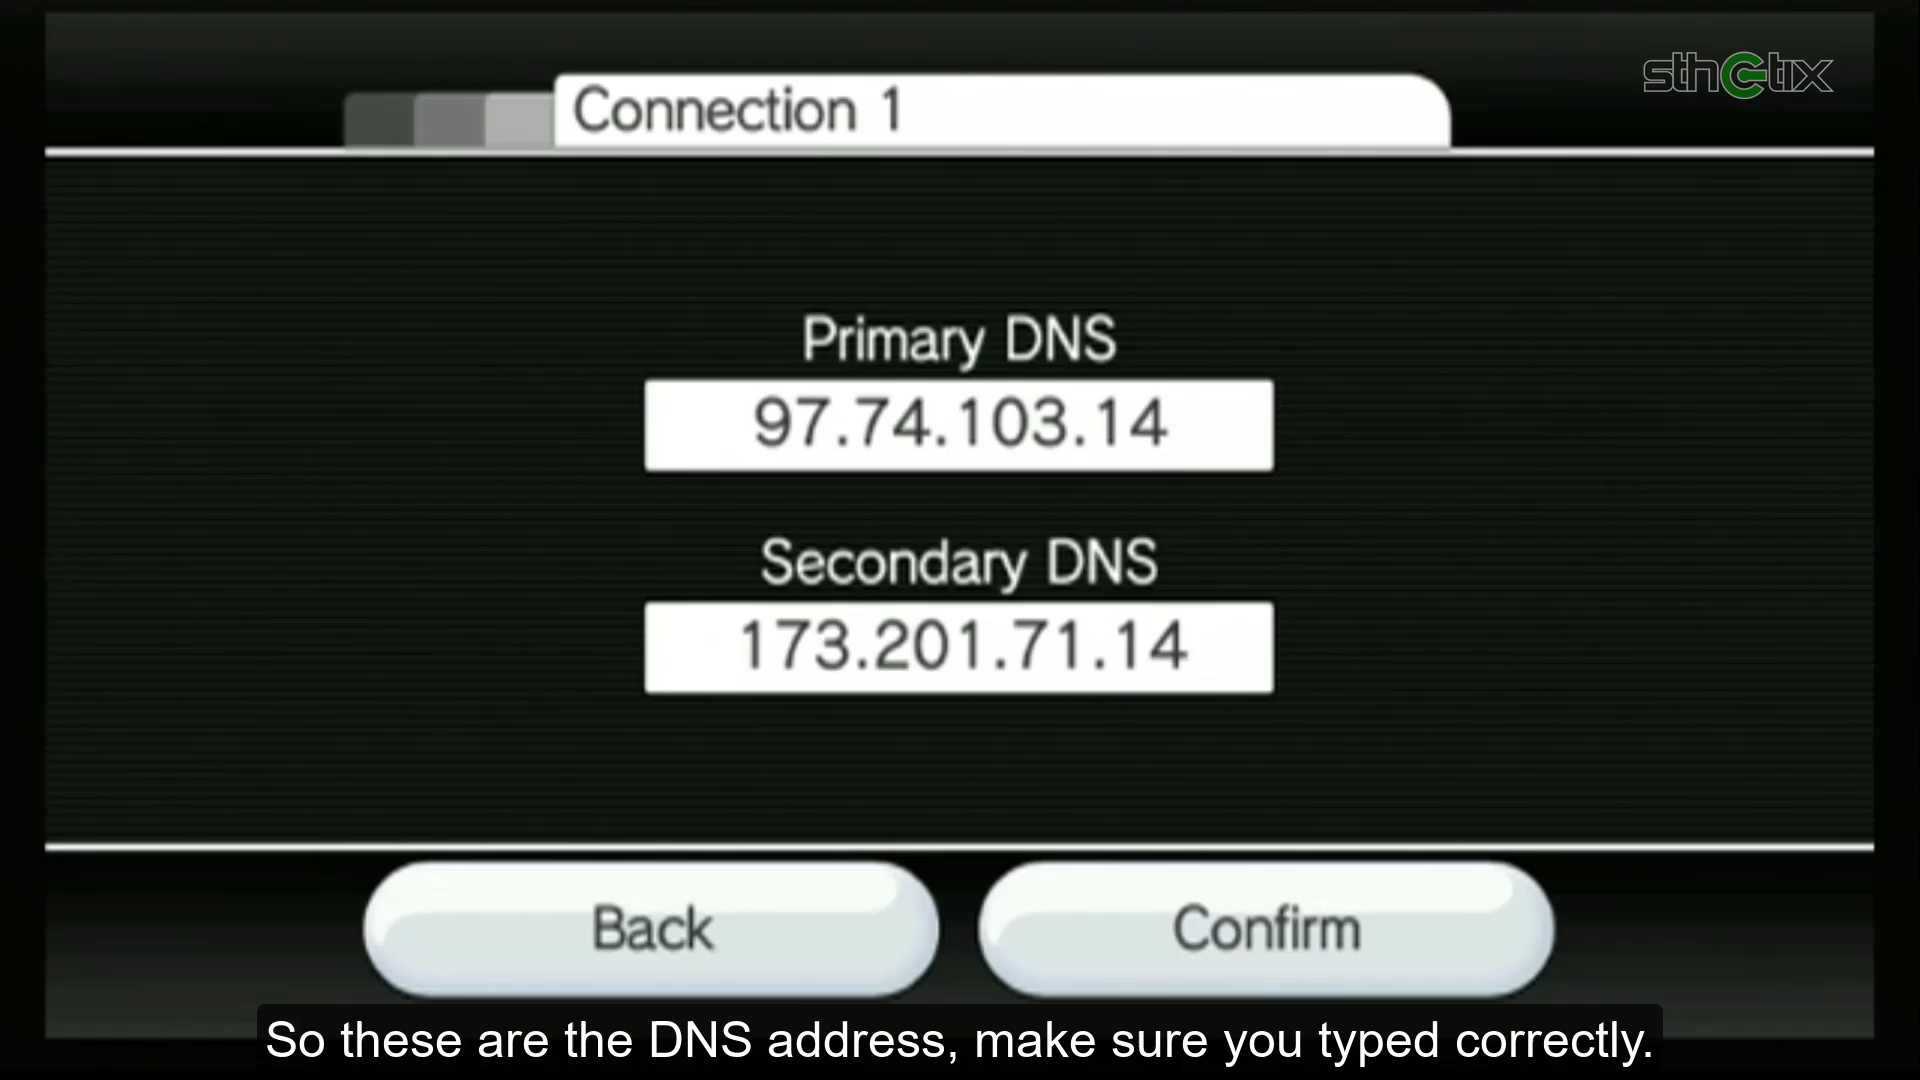 sthetix
Connection 1
Primary DNS
97.74.103.14
Secondary DNS
173.201.71.14
Back
Confirm
So these are the DNS address, make sure you typed correctly.